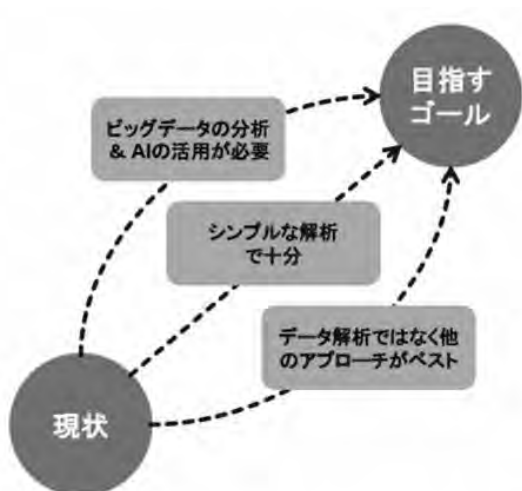 目指す
ゴール
ビッグデータの分析
& AIの活用が必要
シンプルな解析
で十分
データ解析ではなく他
のアプローチがベスト
現状